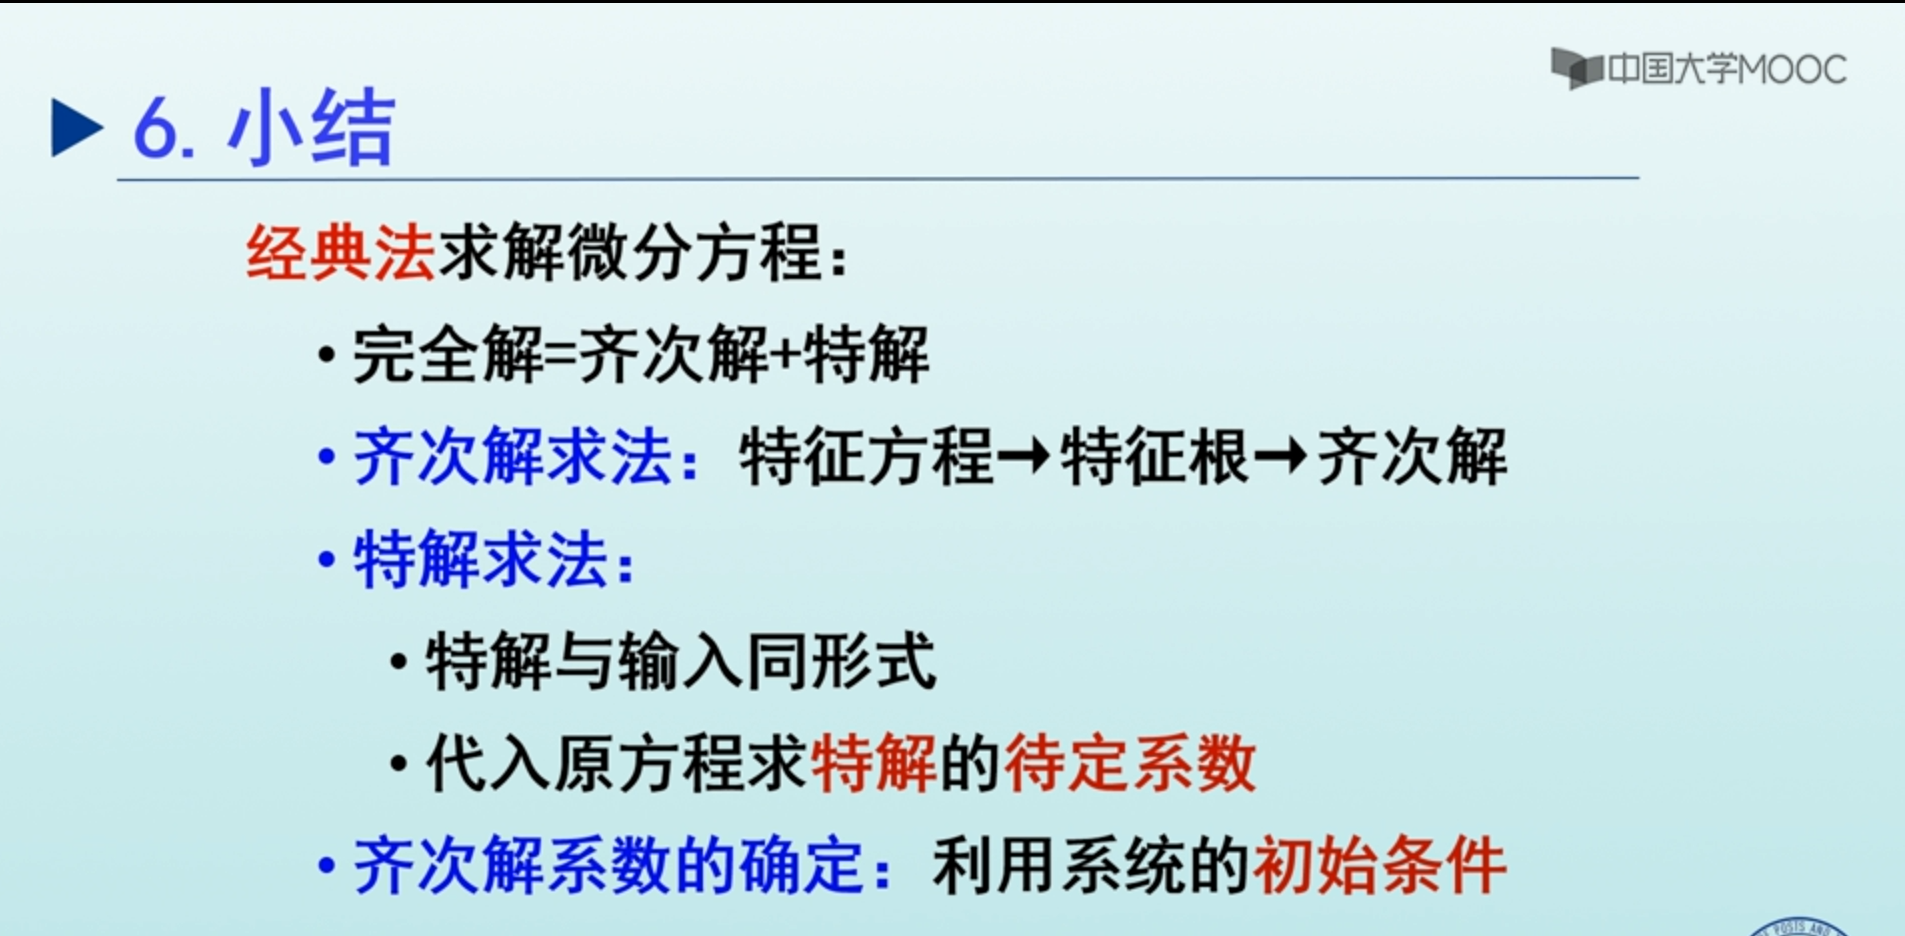 中国大学MOOC
6. 小结
经典法求解微分方程：
•完全解=齐次解+特解
•齐次解求法：特征方程→特征根→齐次解
•特解求法：
•特解与输入同形式
•代入原方程求特解的待定系数
•齐次解系数的确定：利用系统的初始条件
POSTS AND